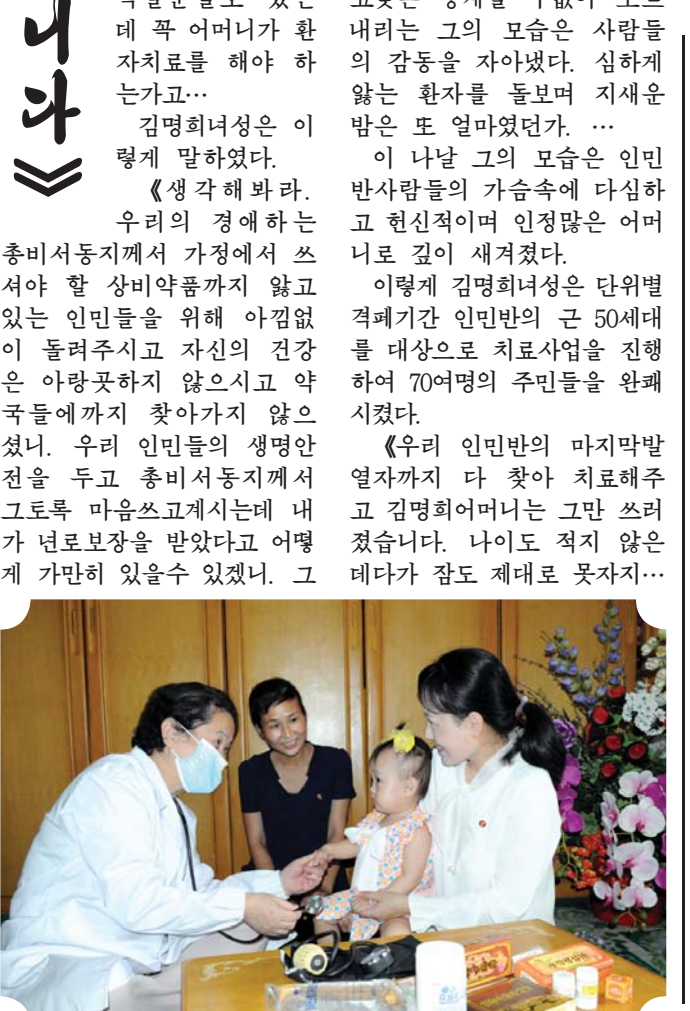 니다》
있는
데 꼭 어머니가 환
자치료를 해야 하
는가고…
김명희녀성은 이
렇게 말하였다.
《생각해봐라.
우리의 경애하는
총비서동지께서 가정에서 쓰
셔야 할 상비약품까지 앓고
있는 인민들을 위해 아낌없
이 돌려주시고 자신의 건강
은 아랑곳하지 않으시고 약
국들에까지 찾아가지 않으
셨니. 우리 인민들의 생명안
전을 두고 총비서동지께서
그토록 마음쓰고계시는데 내
가 년로보장을 받았다고 어떻
게 가만히 있을수 있겠니. 그
수없이 오르
내리는 그의 모습은 사람들
의 감동을 자아냈다. 심하게
앓는 환자를 돌보며 지새운
밤은 또 얼마였던가. …
이 나날 그의 모습은 인민
반사람들의 가슴속에 다심하
고 헌신적이며 인정많은 어머
니로 깊이 새겨졌다.
이렇게 김명희녀성은 단위별
격페기간 인민반의 근 50세대
를 대상으로 치료사업을 진행
하여 70여명의 주민들을 완쾌
시켰다.
《우리 인민반의 마지막발
열자까지 다 찾아 치료해주
고 김명희어머니는 그만 쓰러
졌습니다. 나이도 적지 않은
데다가 잠도 제대로 못자지…